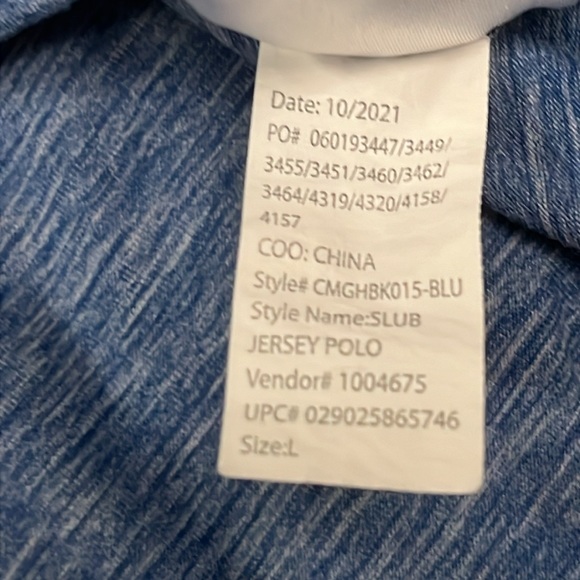 Date: 10/2021
PO# 060193447/3449/
3455/3451/3460/3462/
3464/4319/4320/4158/
4157
COO: CHINA
Style# CMGHBK015-BLU
Style Name:SLUB
JERSEY POLO
Vendor# 1004675
UPC# 029025865746
Size:L